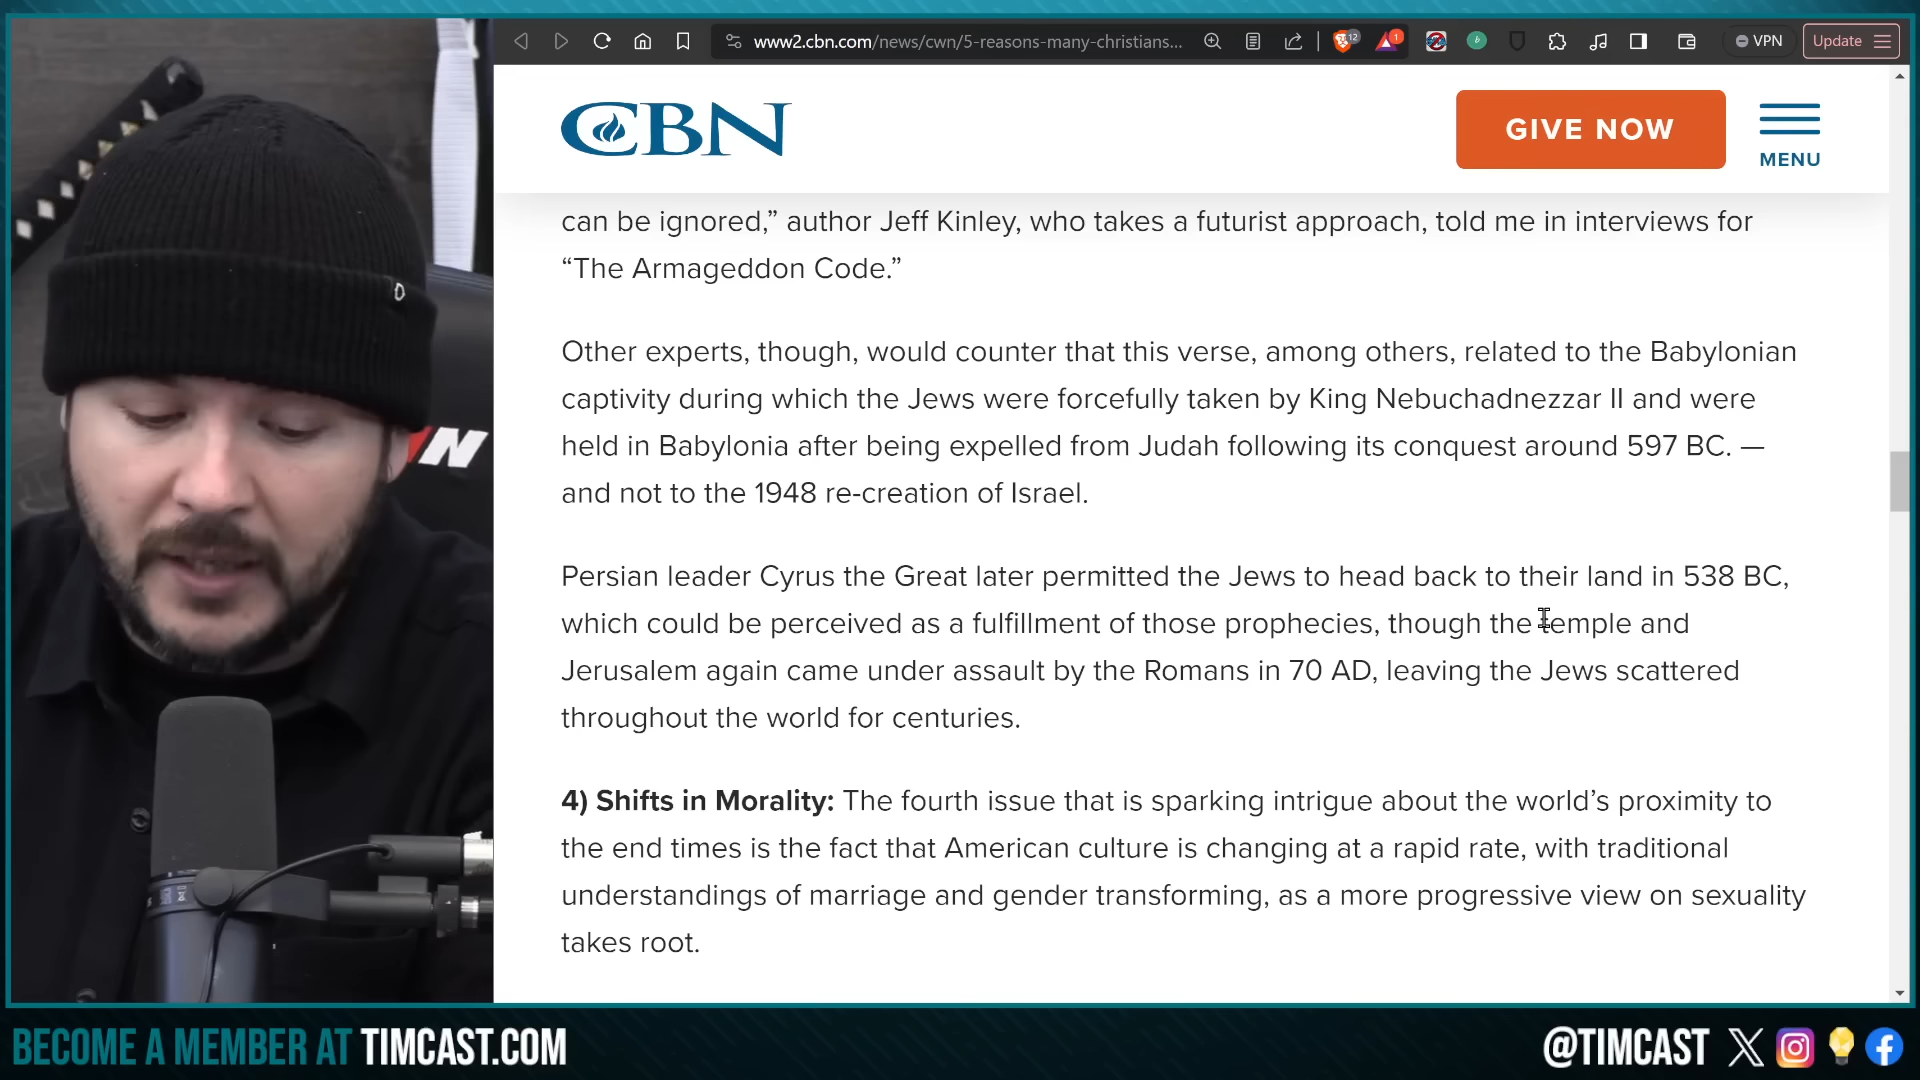 www2.cbn.com/news/cwn/5-reasons-many-christians...
12
1
b
VPN
Update
CBN
GIVE NOW
MENU
can be ignored,” author Jeff Kinley, who takes a futurist approach, told me in interviews for
“The Armageddon Code.”
Other experts, though, would counter that this verse, among others, related to the Babylonian
captivity during which the Jews were forcefully taken by King Nebuchadnezzar II and were
held in Babylonia after being expelled from Judah following its conquest around 597 BC. —
and not to the 1948 re-creation of Israel.
Persian leader Cyrus the Great later permitted the Jews to head back to their land in 538 BC,
which could be perceived as a fulfillment of those prophecies, though the temple and
Jerusalem again came under assault by the Romans in 70 AD, leaving the Jews scattered
throughout the world for centuries.
4) Shifts in Morality: The fourth issue that is sparking intrigue about the world’s proximity to
the end times is the fact that American culture is changing at a rapid rate, with traditional
understandings of marriage and gender transforming, as a more progressive view on sexuality
takes root.
BECOME A MEMBER AT TIMCAST.COM
@TIMCAST